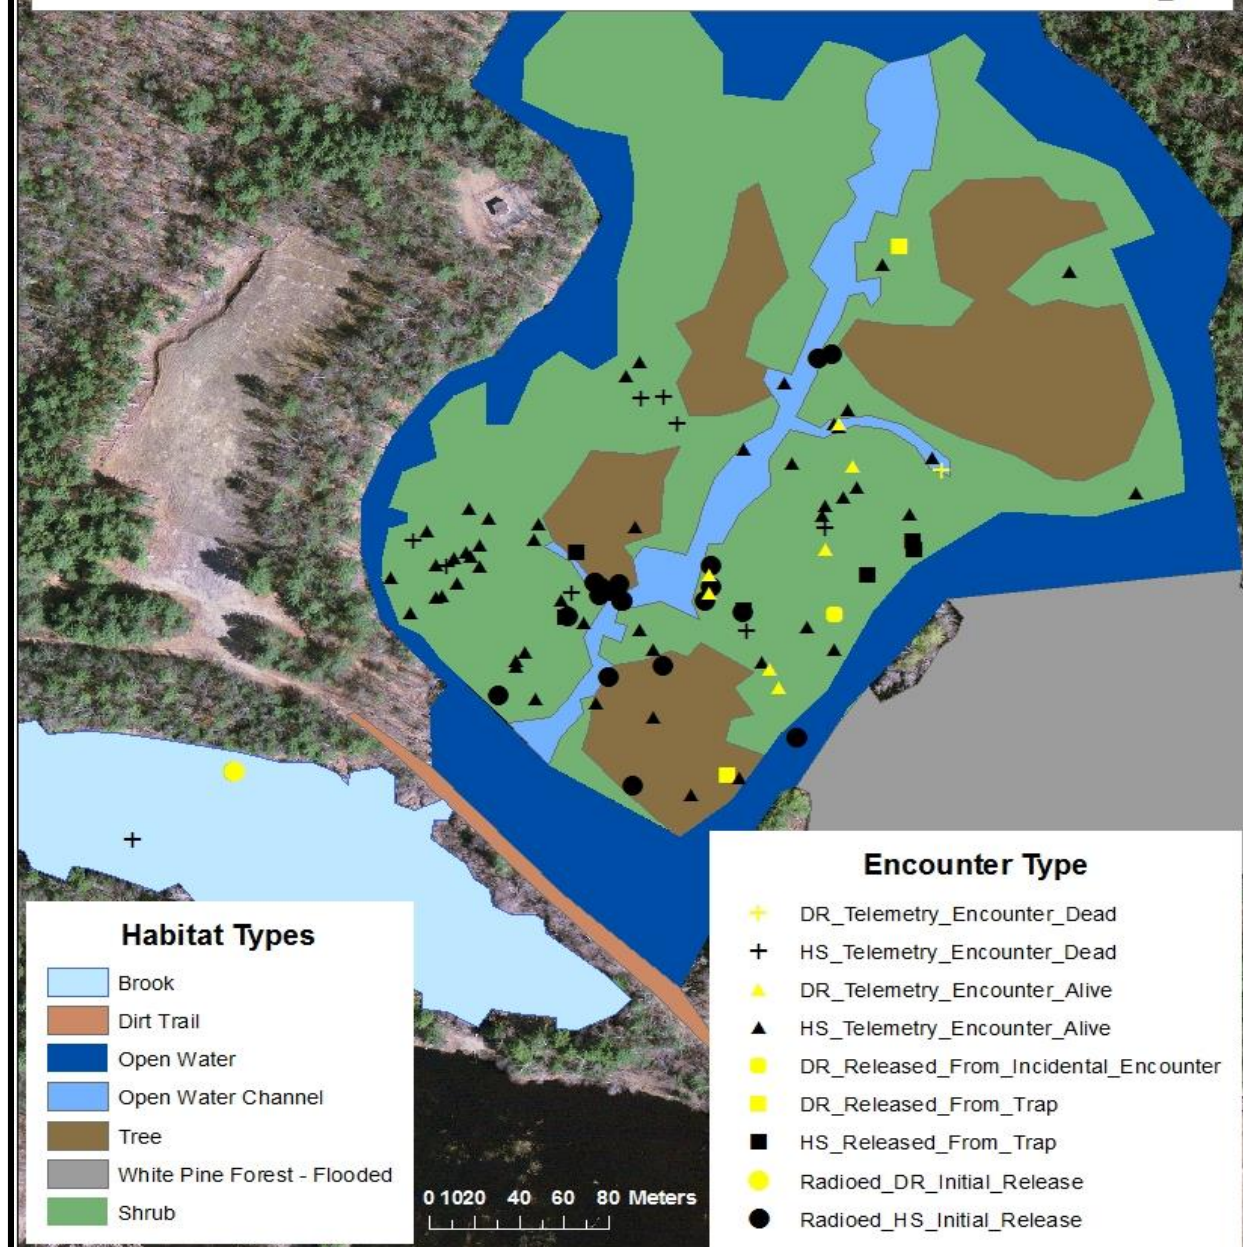 Habitat Types
Brook
Dirt Trail
Open Water
Open Water Channel
Tree
White Pine Forest - Flooded
Shrub
0 1020 40 60 80 Meters
Encounter Type
DR_Telemetry_Encounter_Dead
HS_Telemetry_Encounter_Dead
DR_Telemetry_Encounter_Alive
HS_Telemetry_Encounter_Alive
DR_Released_From_Incidental_Encounter
DR_Released_From_Trap
HS_Released_From_Trap
Radioed_DR_Initial_Release
Radioed_HS_Initial_Release